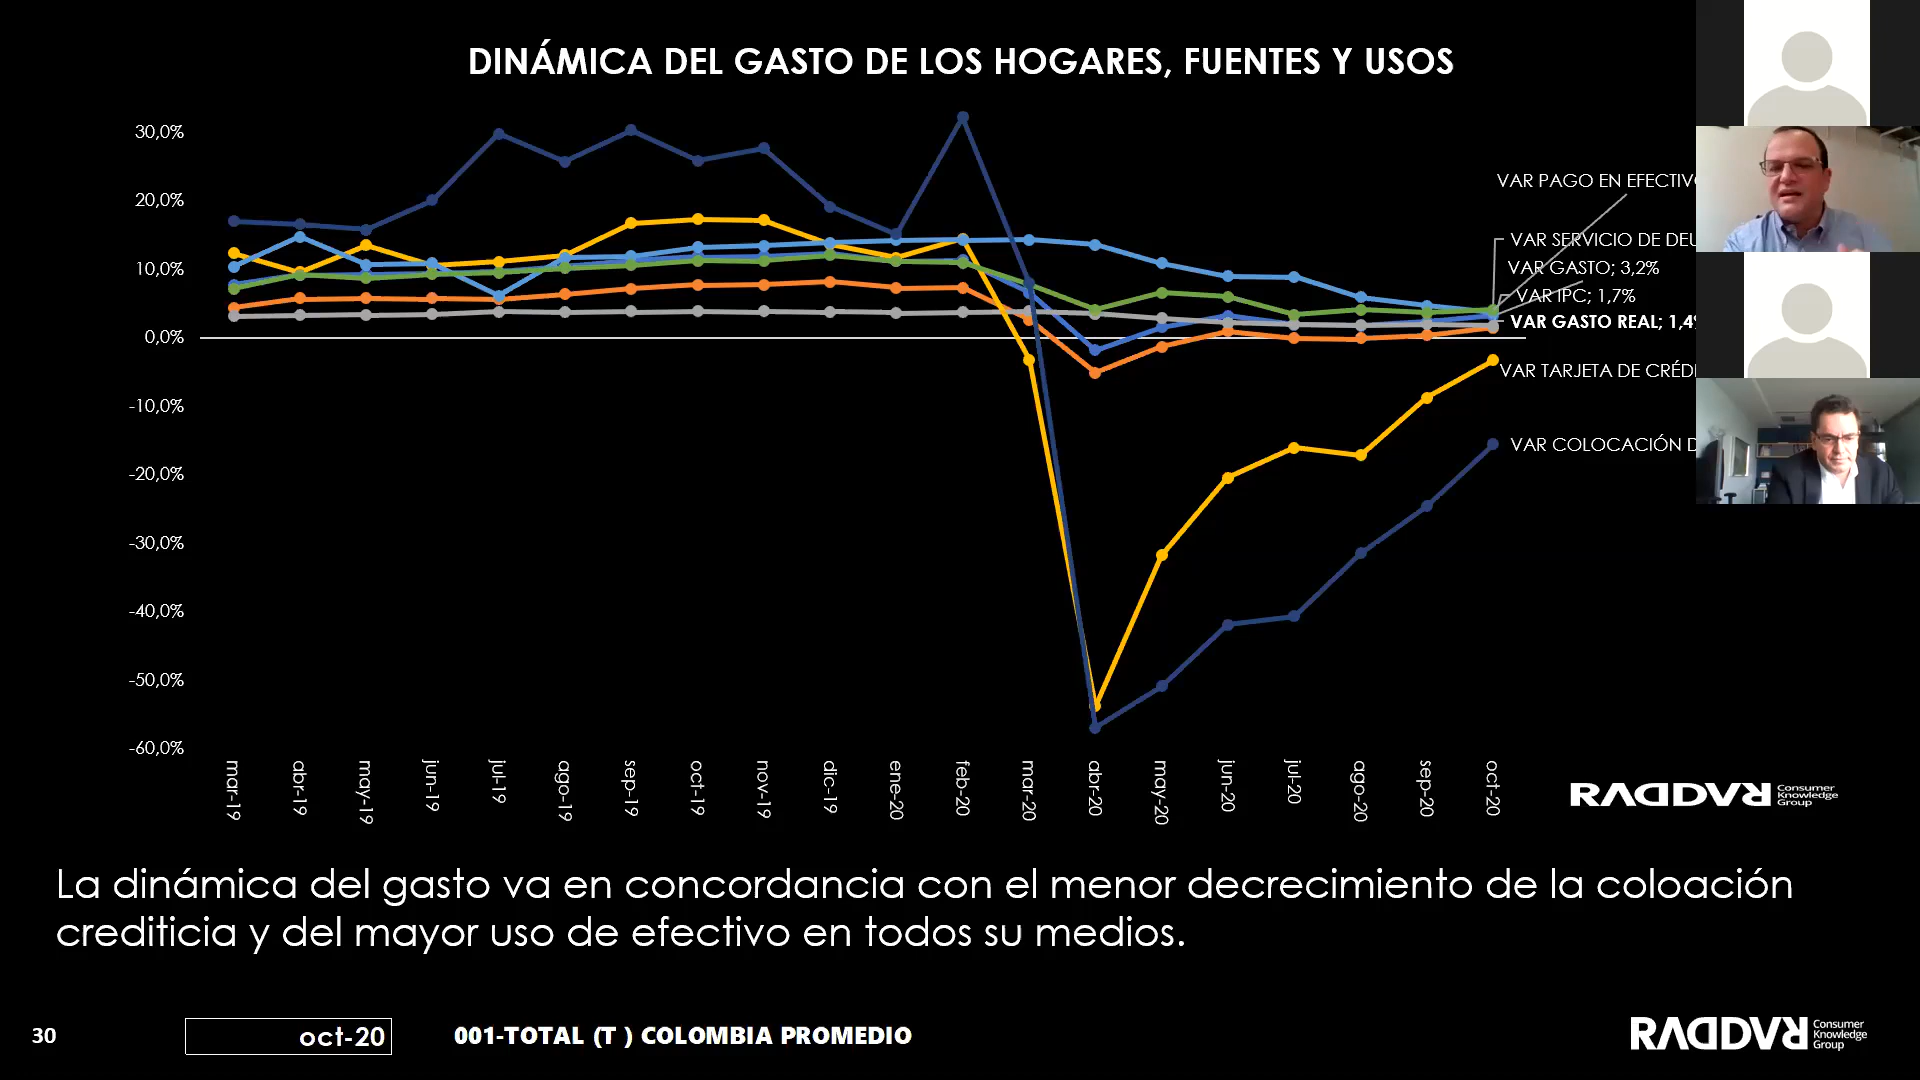 DINÁMICA DEL GASTO DE LOS HOGARES, FUENTES Y USOS
30,0%
20,0%
10,0%
0,0%
-10,0%
-20,0%
-30,0%
-40,0%
-50,0%
-60,0%
VAR PAGO EN EFECTIVO
VAR SERVICIO DE
VAR GASTO; 3,2%
VAR IPC; 1,7%
VAR GASTO REAL; 1,4%
VAR TARJETA DE
VAR COLOCACIÓN
mar-19
abr-19
may-19
jun-19
jul-19
ago-19
sep-19
oct-19
nov-19
dic-19
ene-20
feb-20
mar-20
abr-20
may-20
jun-20
jul-20
ago-20
sep-20
oct-20
RADDAR Consumer
Knowledge
Group
La dinámica del gasto va en concordancia con el menor decrecimiento de la coloación
crediticia y del mayor uso de efectivo en todos su medios.
30
oct-20
001-TOTAL (T ) COLOMBIA PROMEDIO
RADDAR Consumer
Knowledge
Group